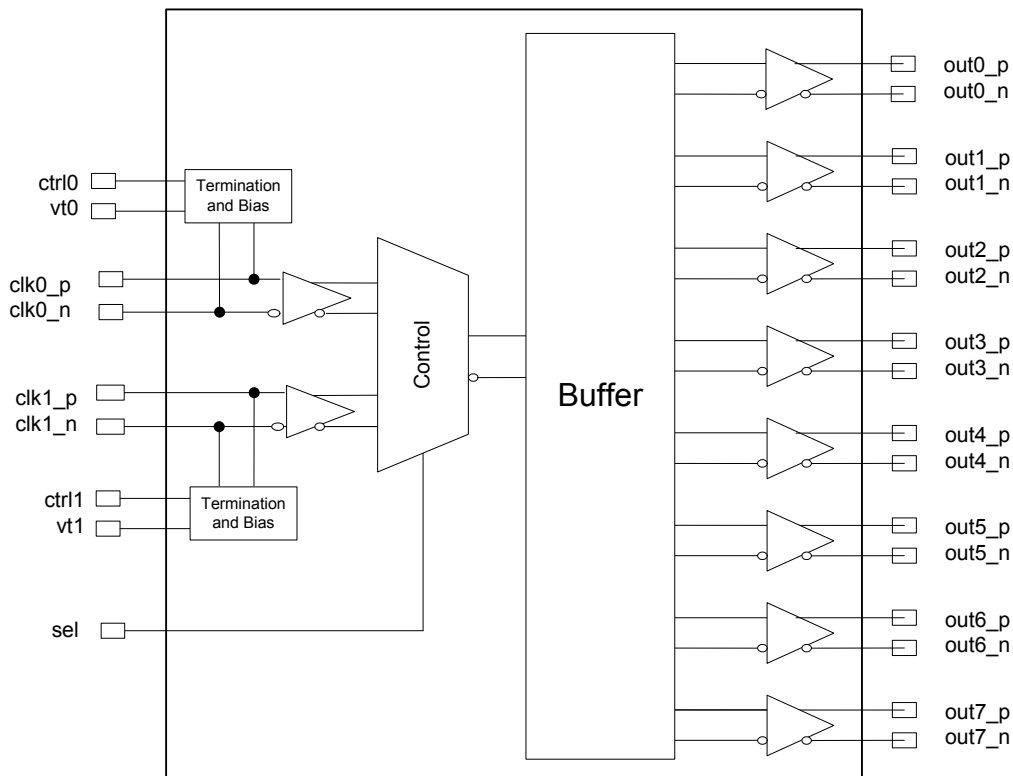 ctrl0
vt0
Termination
and Bias
clk0_p
clk0_n
clk1_p
clk1_n
ctrl1
vt1
Termination
and Bias
sel
Control
Buffer
out0_p
out0_n
out1_p
out1_n
out2_p
out2_n
out3_p
out3_n
out4_p
out4_n
out5_p
out5_n
out6_p
out6_n
out7_p
out7_n